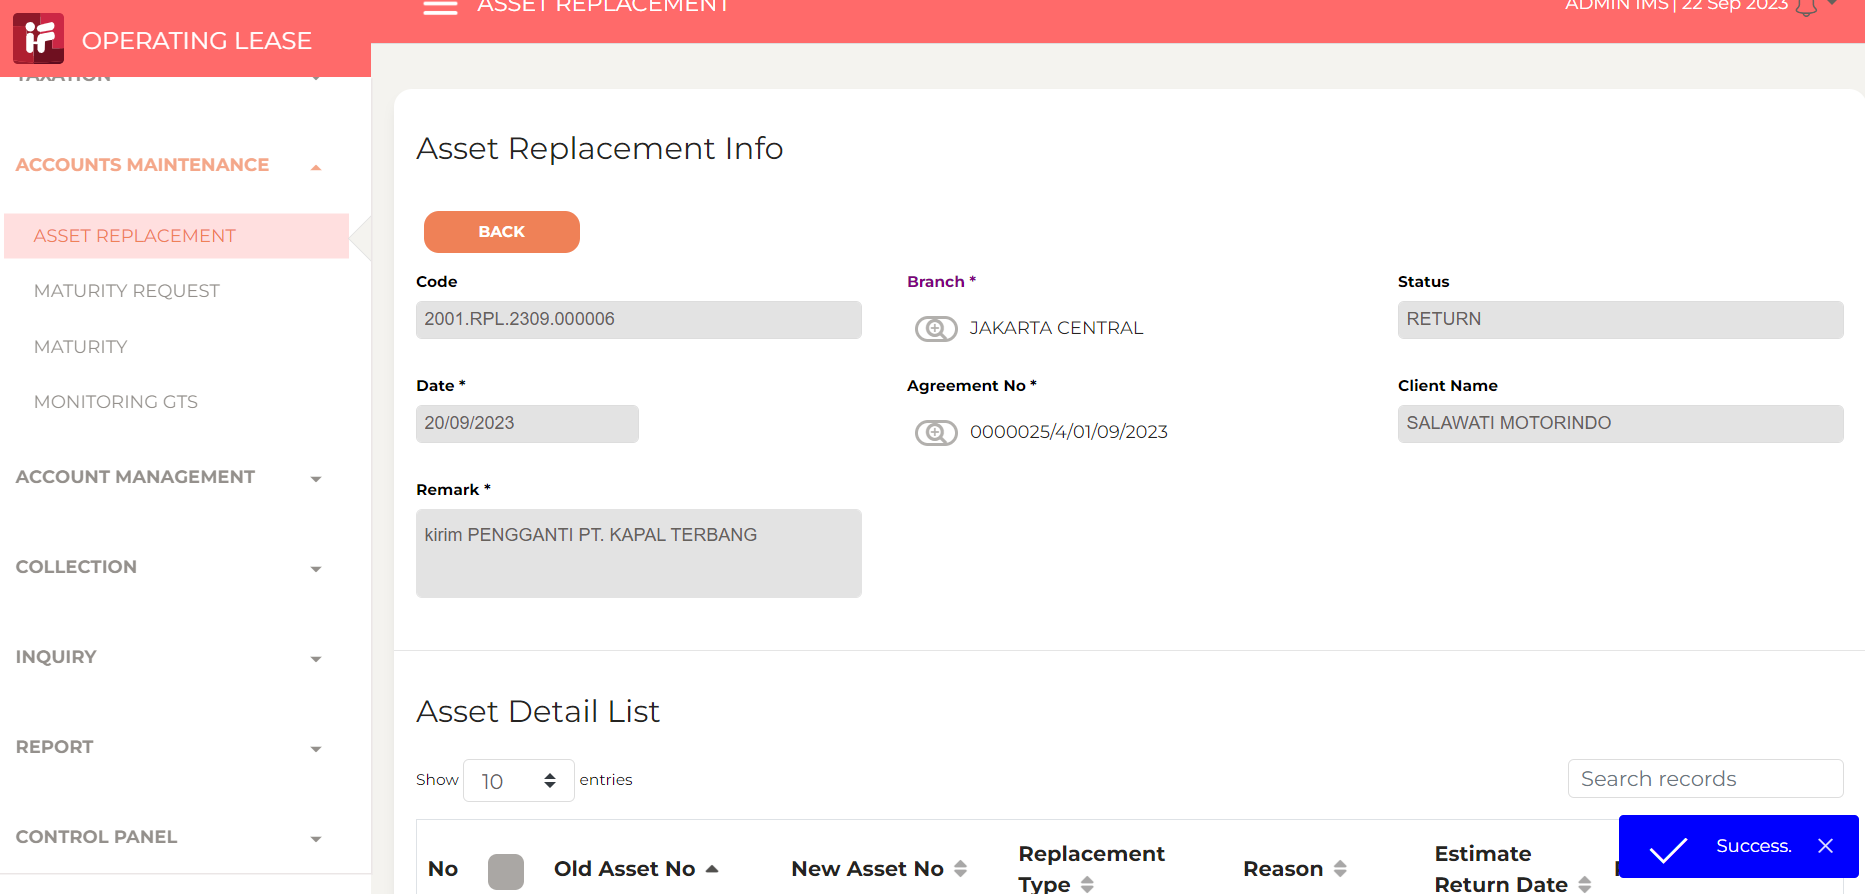 ASSET REPLACEMENT
ADMIN IMS | 22 Sep 2023
iF
OPERATING LEASE
TAXATION
ACCOUNTS MAINTENANCE
ASSET REPLACEMENT
MATURITY REQUEST
MATURITY
MONITORING GTS
ACCOUNT MANAGEMENT
COLLECTION
INQUIRY
REPORT
CONTROL PANEL
Asset Replacement Info
BACK
Code
Branch *
Status
2001.RPL.2309.000006
JAKARTA CENTRAL
RETURN
Date *
Agreement No *
Client Name
20/09/2023
0000025/4/01/09/2023
SALAWATI MOTORINDO
Remark *
kirim PENGGANTI PT. KAPAL TERBANG
Asset Detail List
Show 10 entries
Search records
No
Old Asset No
New Asset No
Replacement
Type
Reason
Estimate
Return Date
Success.